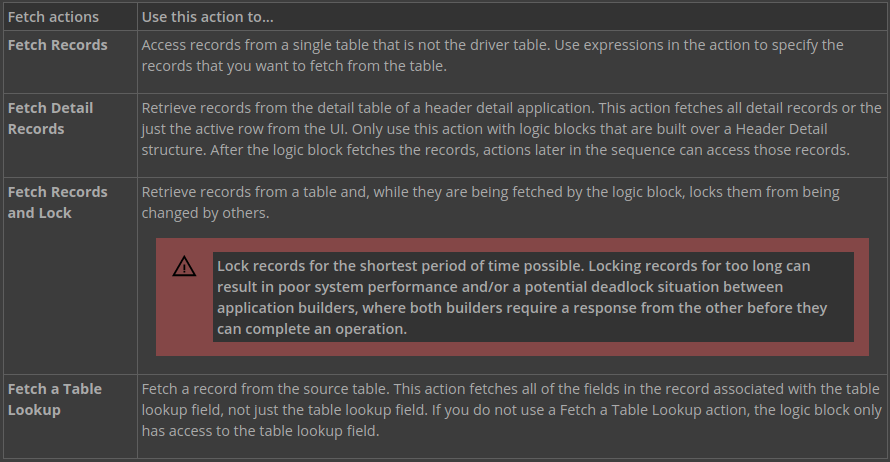 Fetch actions
Use this action to...
Fetch Records
Access records from a single table that is not the driver table. Use expressions in the action to specify the
records that you want to fetch from the table.
Fetch Detail
Records
Retrieve records from the detail table of a header detail application. This action fetches all detail records or the
just the active row from the UI. Only use this action with logic blocks that are built over a Header Detail
structure. After the logic block fetches the records, actions later in the sequence can access those records.
Fetch Records
and Lock
Retrieve records from a table and, while they are being fetched by the logic block, locks them from being
changed by others.
Lock records for the shortest period of time possible. Locking records for too long can
result in poor system performance and/or a potential deadlock situation between
application builders, where both builders require a response from the other before they
can complete an operation.
Fetch a Table
Lookup
Fetch a record from the source table. This action fetches all of the fields in the record associated with the table
lookup field, not just the table lookup field. If you do not use a Fetch a Table Lookup action, the logic block only
has access to the table lookup field.